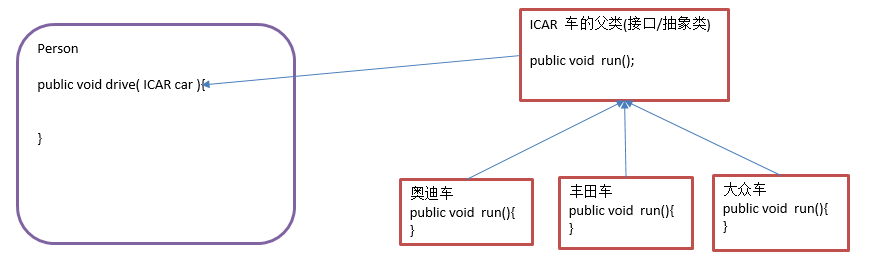 Person
public void drive( ICAR car ){
}
ICAR 车的父类(接口/抽象类)
public void run();
奥迪车
public void run(){
}
丰田车
public void run(){
}
大众车
public void run(){
}